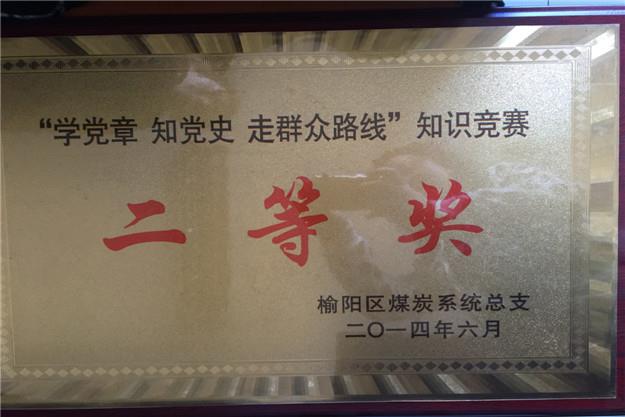 “学党章 知党史 走群众路线”知识竞赛
二等奖
榆阳区煤炭系统总支
二〇一四年六月